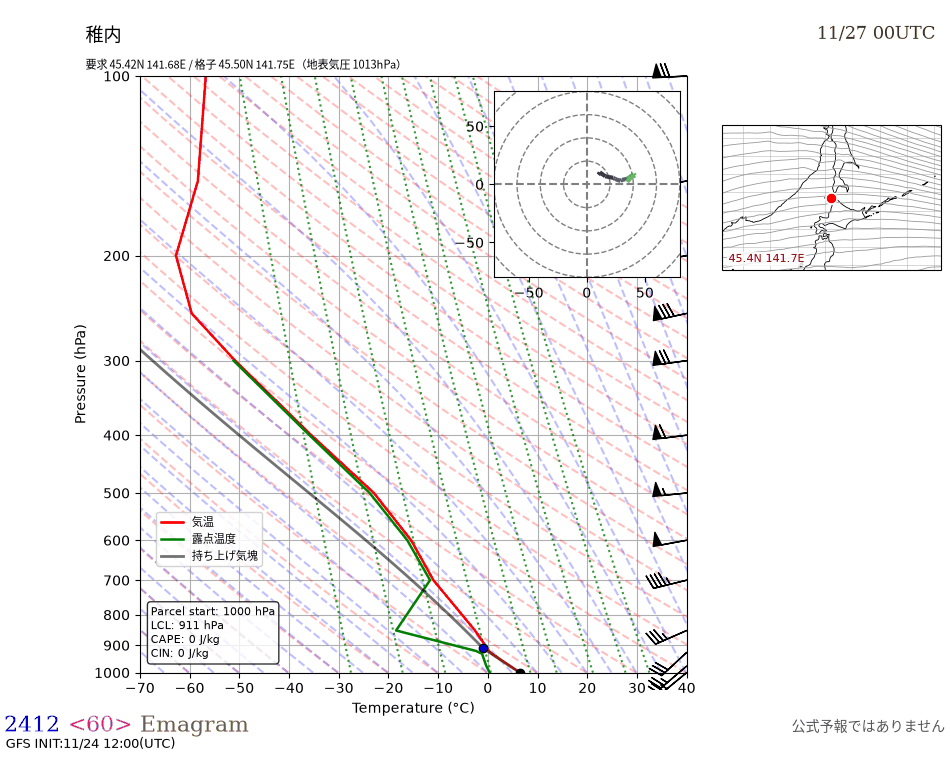 稚内
11/27 00UTC
要求 45.42N 141.68E / 格子 45.50N 141.75E（地表気圧 1013hPa）
100
200
300
400
500
600
700
800
900
1000
Pressure (hPa)
50
0
−50
−50 0 50
45.4N 141.7E
気温
露点温度
持ち上げ気塊
Parcel start: 1000 hPa
LCL: 911 hPa
CAPE: 0 J/kg
CIN: 0 J/kg
−70 −60 −50 −40 −30 −20 −10 0 10 20 30 40
Temperature (°C)
2412 <60> Emagram
公式予報ではありません
GFS INIT:11/24 12:00(UTC)